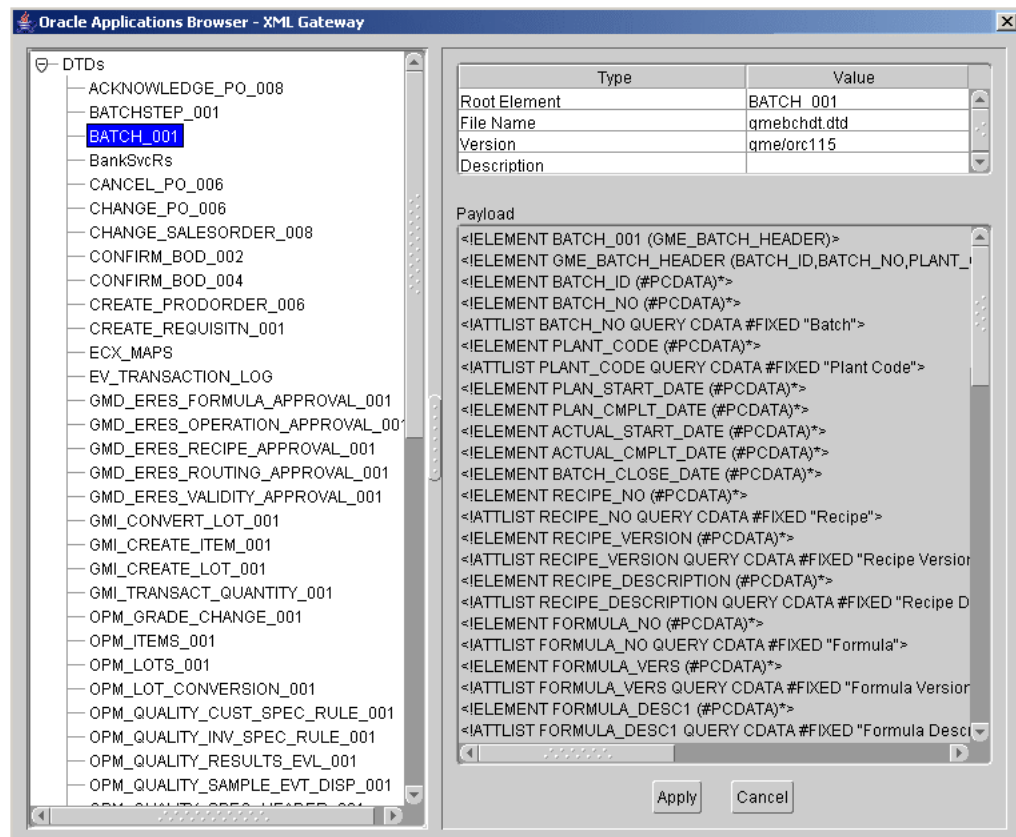 Oracle Applications Browser - XML Gateway
DTDs
ACKNOWLEDGE_PO_008
BATCHSTEP_001
BATCH_001
BankSvcRs
CANCEL_PO_006
CHANGE_PO_006
CHANGE_SALESORDER_008
CONFIRM_BOD_002
CONFIRM_BOD_004
CREATE_PRODORDER_006
CREATE_REQUISITN_001
ECX_MAPS
EV_TRANSACTION_LOG
GMD_ERES_FORMULA_APPROVAL_001
GMD_ERES_OPERATION_APPROVAL_00
GMD_ERES_RECIPE_APPROVAL_001
GMD_ERES_ROUTING_APPROVAL_001
GMD_ERES_VALIDITY_APPROVAL_001
GMI_CONVERT_LOT_001
GMI_CREATE_ITEM_001
GMI_CREATE_LOT_001
GMI_TRANSACT_QUANTITY_001
OPM_GRADE_CHANGE_001
OPM_ITEMS_001
OPM_LOTS_001
OPM_LOT_CONVERSION_001
OPM_QUALITY_CUST_SPEC_RULE_001
OPM_QUALITY_INV_SPEC_RULE_001
OPM_QUALITY_RESULTS_EVL_001
OPM_QUALITY_SAMPLE_EVT_DISP_001
Type Value
Root Element BATCH_001
File Name gmebchdt.dtd
Version gme/orc115
Description
Payload
<!ELEMENT BATCH_001 (GME_BATCH_HEADER)>
<!ELEMENT GME_BATCH_HEADER (BATCH_ID,BATCH_NO,PLANT_
<!ELEMENT BATCH_ID (#PCDATA)*>
<!ELEMENT BATCH_NO (#PCDATA)*>
<!ATTLIST BATCH_NO QUERY CDATA #FIXED "Batch">
<!ELEMENT PLANT_CODE (#PCDATA)*>
<!ATTLIST PLANT_CODE QUERY CDATA #FIXED "Plant Code">
<!ELEMENT PLAN_START_DATE (#PCDATA)*>
<!ELEMENT PLAN_CMPLT_DATE (#PCDATA)*>
<!ELEMENT ACTUAL_START_DATE (#PCDATA)*>
<!ELEMENT ACTUAL_CMPLT_DATE (#PCDATA)*>
<!ELEMENT BATCH_CLOSE_DATE (#PCDATA)*>
<!ELEMENT RECIPE_NO (#PCDATA)*>
<!ATTLIST RECIPE_NO QUERY CDATA #FIXED "Recipe">
<!ELEMENT RECIPE_VERSION (#PCDATA)*>
<!ATTLIST RECIPE_VERSION QUERY CDATA #FIXED "Recipe Version
<!ELEMENT RECIPE_DESCRIPTION (#PCDATA)*>
<!ATTLIST RECIPE_DESCRIPTION QUERY CDATA #FIXED "Recipe D
<!ELEMENT FORMULA_NO (#PCDATA)*>
<!ATTLIST FORMULA_NO QUERY CDATA #FIXED "Formula">
<!ELEMENT FORMULA_VERS (#PCDATA)*>
<!ATTLIST FORMULA_VERS QUERY CDATA #FIXED "Formula Version
<!ELEMENT FORMULA_DESC1 (#PCDATA)*>
<!ATTLIST FORMULA_DESC1 QUERY CDATA #FIXED "Formula Desc
Apply Cancel